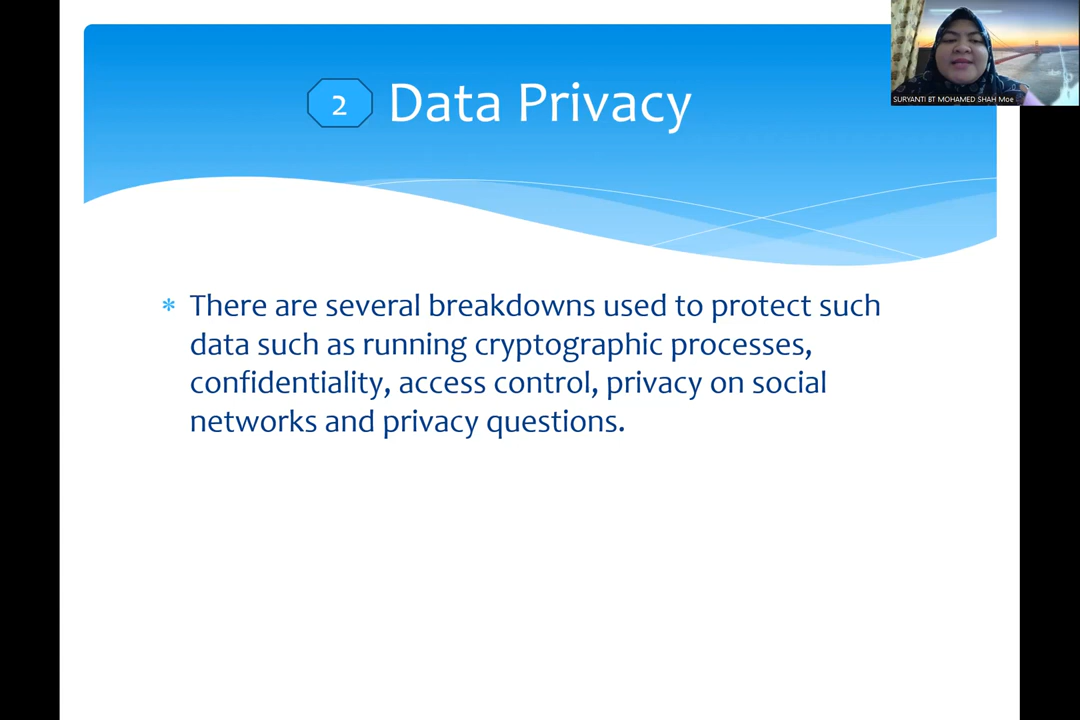 2 Data Privacy
SURYANTI BT MOHAMED SHAH Moe
* There are several breakdowns used to protect such
data such as running cryptographic processes,
confidentiality, access control, privacy on social
networks and privacy questions.